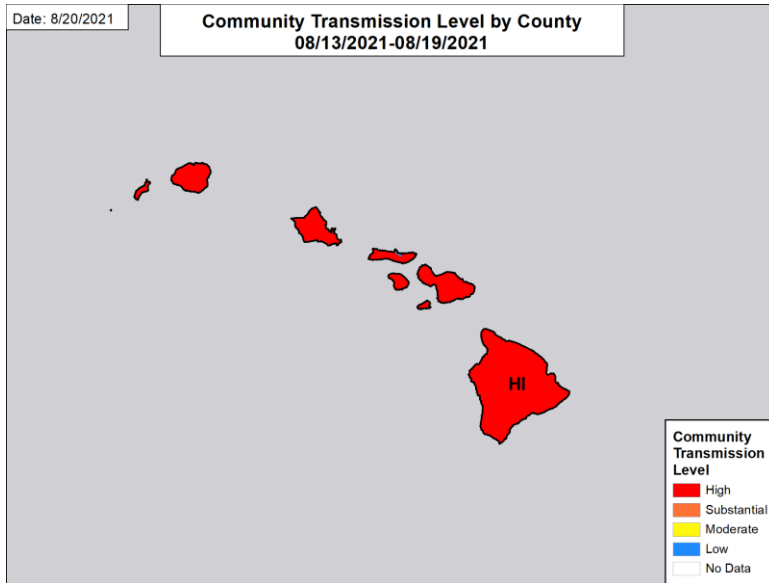 Date: 8/20/2021
Community Transmission Level by County
08/13/2021-08/19/2021
HI
Community
Transmission
Level
High
Substantial
Moderate
Low
No Data